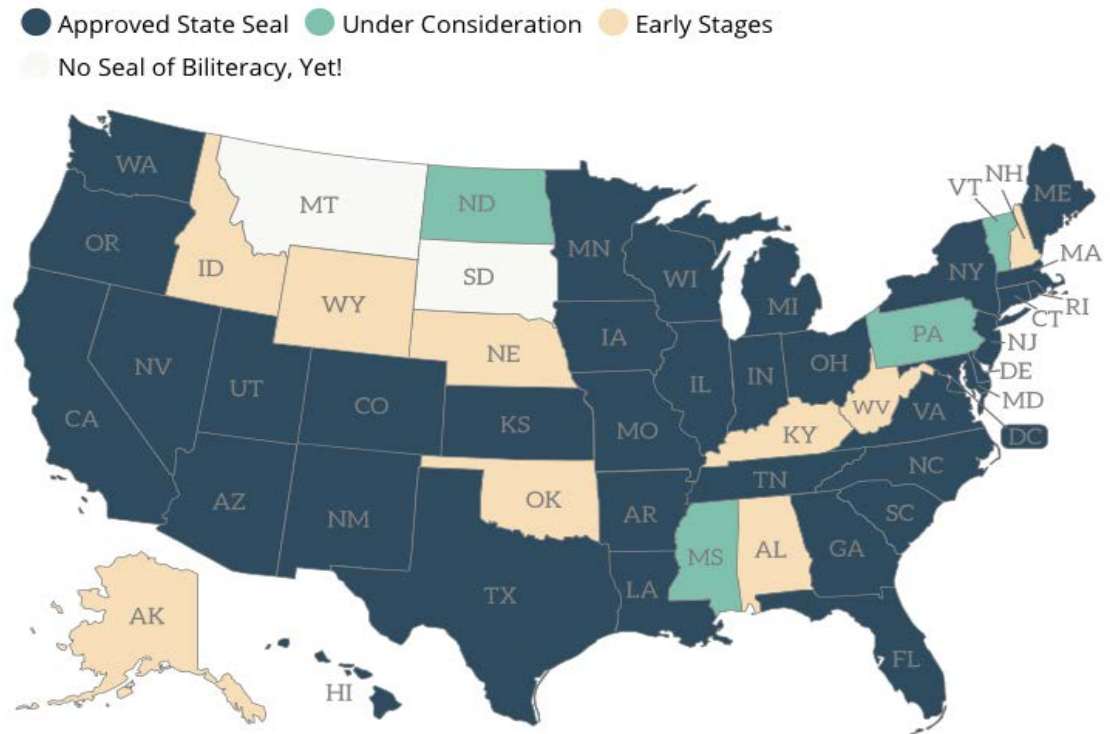 Approved State Seal Under Consideration Early Stages
No Seal of Biliteracy, Yet!
WA
MT
ND
OR
ID
WY
SD
MN
WI
MI
NY
VT
NH
ME
MA
RI
CT
NJ
DE
MD
DC
NV
UT
CO
NE
KS
IA
MO
IL
IN
OH
PA
WV
VA
KY
CA
AZ
NM
OK
AR
TN
NC
SC
TX
LA
MS
AL
GA
FL
AK
HI